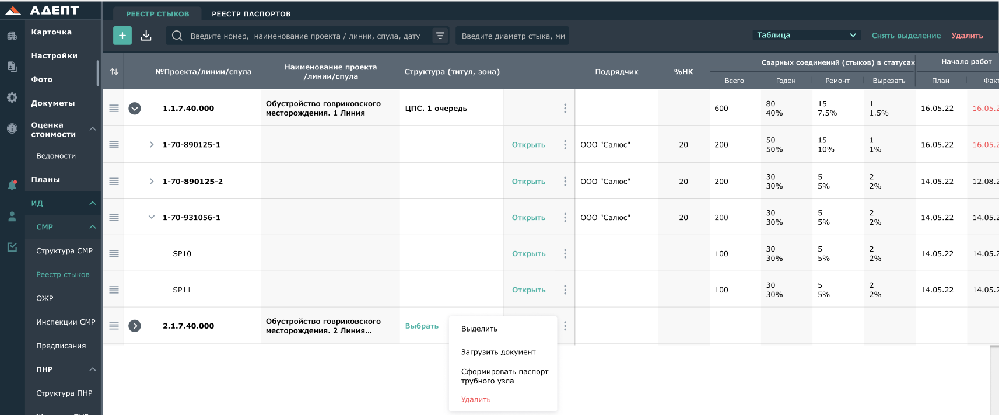 АДЕПТ
Карточка
Настройки
Фото
Докуметы
Оценка
стоимости
Ведомости
Планы
ИД
СМР
Структура СМР
Реестр стыков
ОЖР
Инспекции СМР
Предписания
ПНР
Структура ПНР
РЕЕСТР СТЫКОВ РЕЕСТР ПАСПОРТОВ
+ Введите номер, наименование проекта / линии, спула, дату Введите диаметр стыка, мм Таблица Снять выделение Удалить
№Проекта/линии/спула
Наименование проекта
/линии/спула
Структура (титул, зона)
Подрядчик
%НК
Сварных соединений (стыков) в статусах
Всего Годен Ремонт Вырезать
Начало работ
План Факт
1.1.7.40.000
Обустройство говриковского
месторождения. 1 Линия
ЦПС. 1 очередь
600
80
40%
15
7.5%
1
1.5%
16.05.22 16.05.2
1-70-890125-1 Открыть ООО "Салюс" 20 200
50
50%
15
10%
1
1%
16.05.22 16.05.2
1-70-890125-2 Открыть ООО "Салюс" 20 200
30
30%
5
5%
2
2%
14.05.22 12.08.2
1-70-931056-1 Открыть ООО "Салюс" 20 200
30
30%
5
5%
2
2%
14.05.22 14.05.2
SP10 Открыть 100
30
30%
5
5%
2
2%
14.05.22 14.05.2
SP11 Открыть 100
30
30%
5
5%
2
2%
14.05.22 14.05.2
2.1.7.40.000
Обустройство говриковского
месторождения. 2 Линия...
Выбрать
Выделить
Загрузить документ
Сформировать паспорт
трубного узла
Удалить